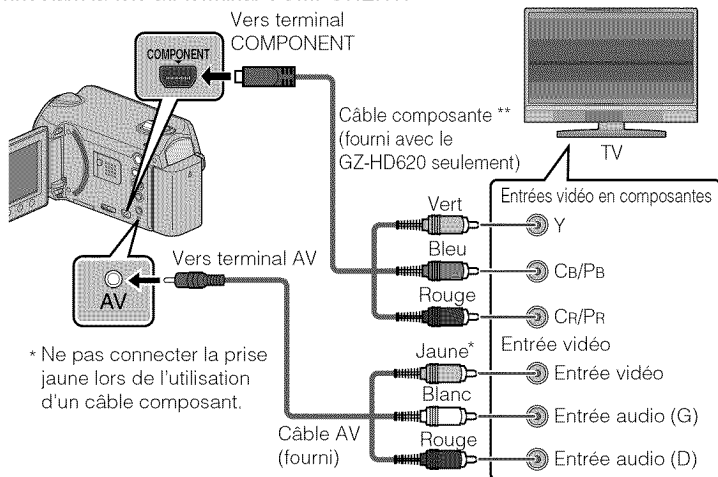 Vers terminal
COMPONENT
COMPONENT
Câble composante **
(fourni avec le
GZ-HD620 seulement)
TV
Entrées vidéo en composantes
Vert
Y
Bleu
CB/PB
Rouge
CR/PR
Vers terminal AV
AV
* Ne pas connecter la prise
jaune lors de l'utilisation
d'un câble composant.
Entrée vidéo
Jaune*
Entrée vidéo
Blanc
Entrée audio (G)
Câble AV
(fourni)
Rouge
Entrée audio (D)